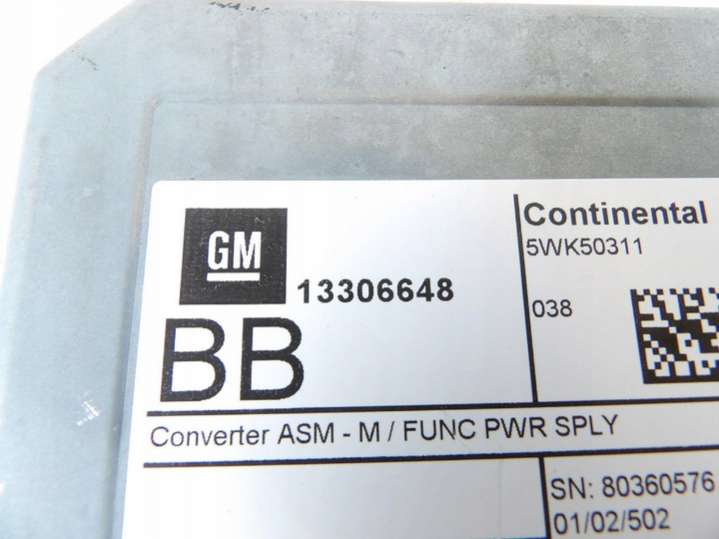 GM
13306648
BB
Continental
5WK50311
038
Converter ASM - M / FUNC PWR SPLY
SN: 80360576
01/02/502